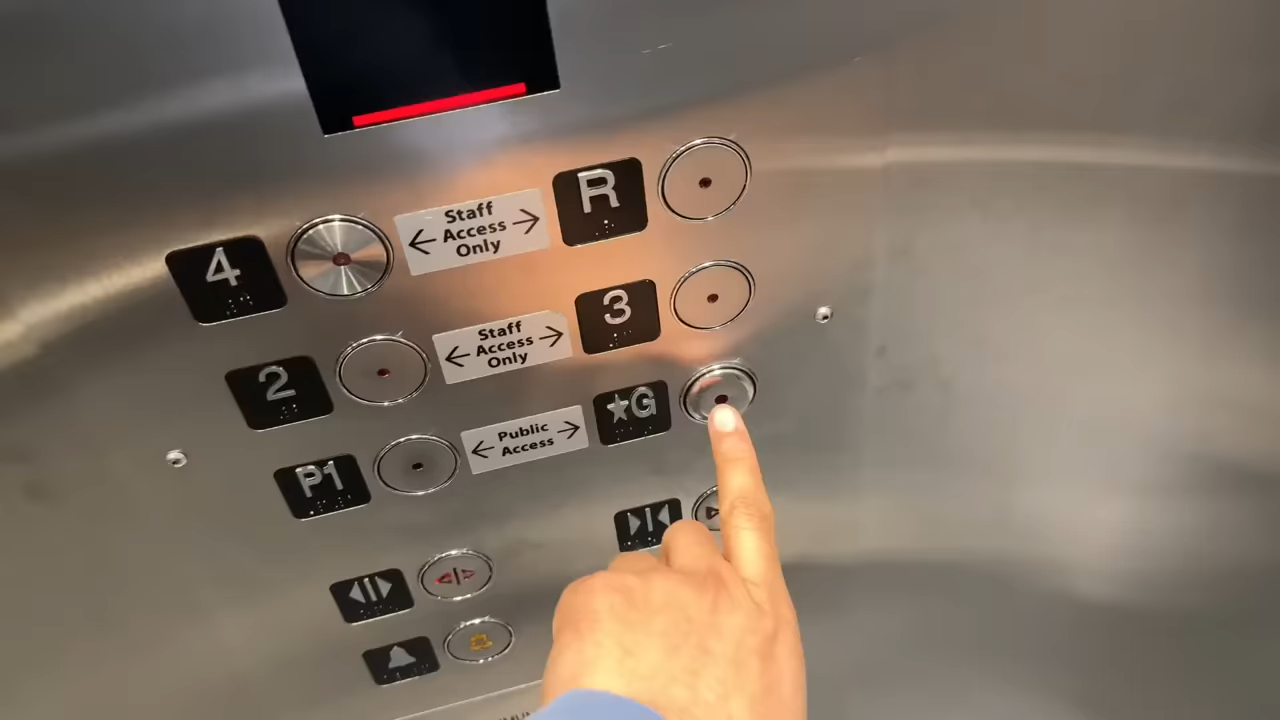 R
4
Staff
Access
Only
3
2
Staff
Access
Only
★G
P1
Public
Access